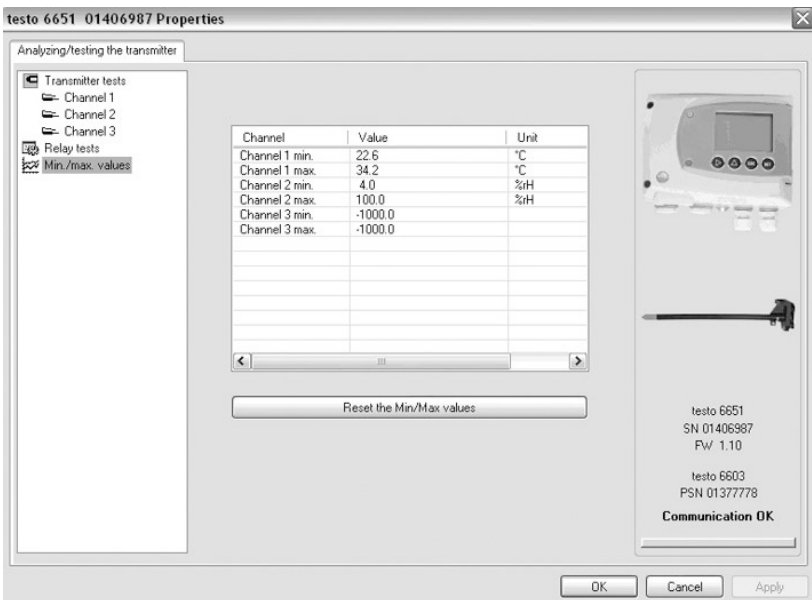 testo 6651 01406987 Properties
Analyzing/testing the transmitter
Transmitter tests
Channel 1
Channel 2
Channel 3
Relay tests
Min./max. values
Channel Value Unit
Channel 1 min. 22.6 °C
Channel 1 max. 34.2 °C
Channel 2 min. 4.0 %rH
Channel 2 max. 100.0 %rH
Channel 3 min. -1000.0
Channel 3 max. -1000.0
Reset the Min/Max values
testo 6651
SN 01406987
FW 1.10
testo 6603
PSN 01377778
Communication OK
OK Cancel Apply